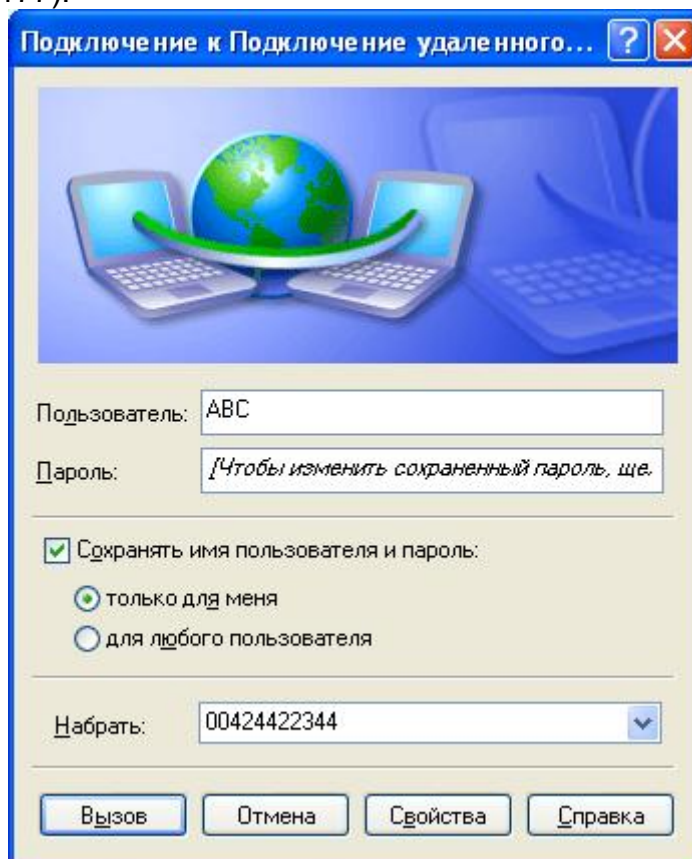 Подключение к Подключение удаленного...
Пользователь: ABC
Пароль: [Чтобы изменить сохраненный пароль, ще.
Сохранять имя пользователя и пароль:
только для меня
для любого пользователя
Набрать: 00424422344
Вызов Отмена Свойства Справка